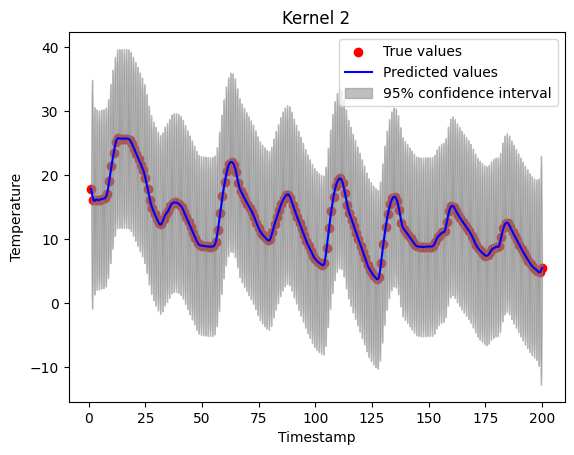 Kernel 2
True values
Predicted values
95% confidence interval
Temperature
40
30
20
10
0
−10
0 25 50 75 100 125 150 175 200
Timestamp